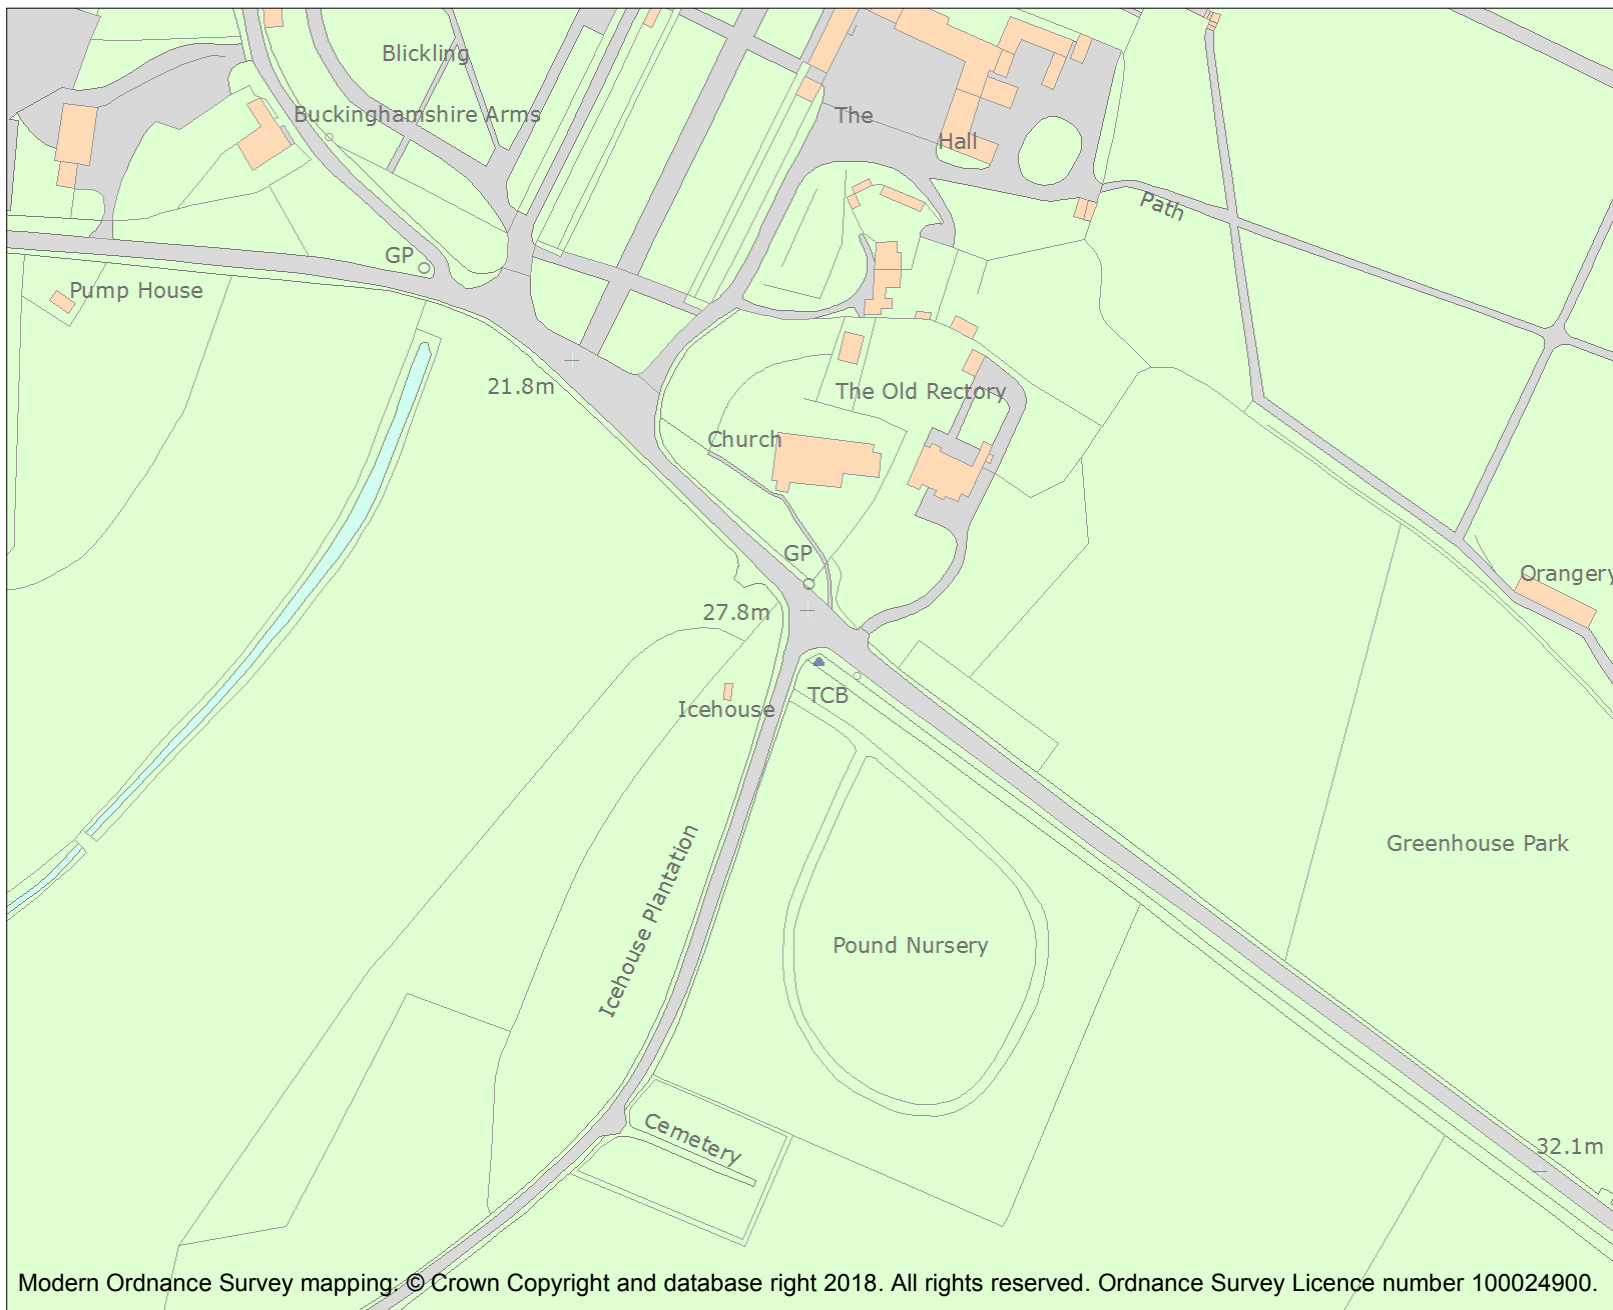 Blickling
Buckinghamshire Arms
The
Hall
Path
GP
Pump House
21.8m
The Old Rectory
Church
GP
Orangery
27.8m
TCB
Icehouse
Greenhouse Park
Icehouse Plantation
Pound Nursery
Cemetery
32.1m
Modern Ordnance Survey mapping: © Crown Copyright and database right 2018. All rights reserved. Ordnance Survey Licence number 100024900.